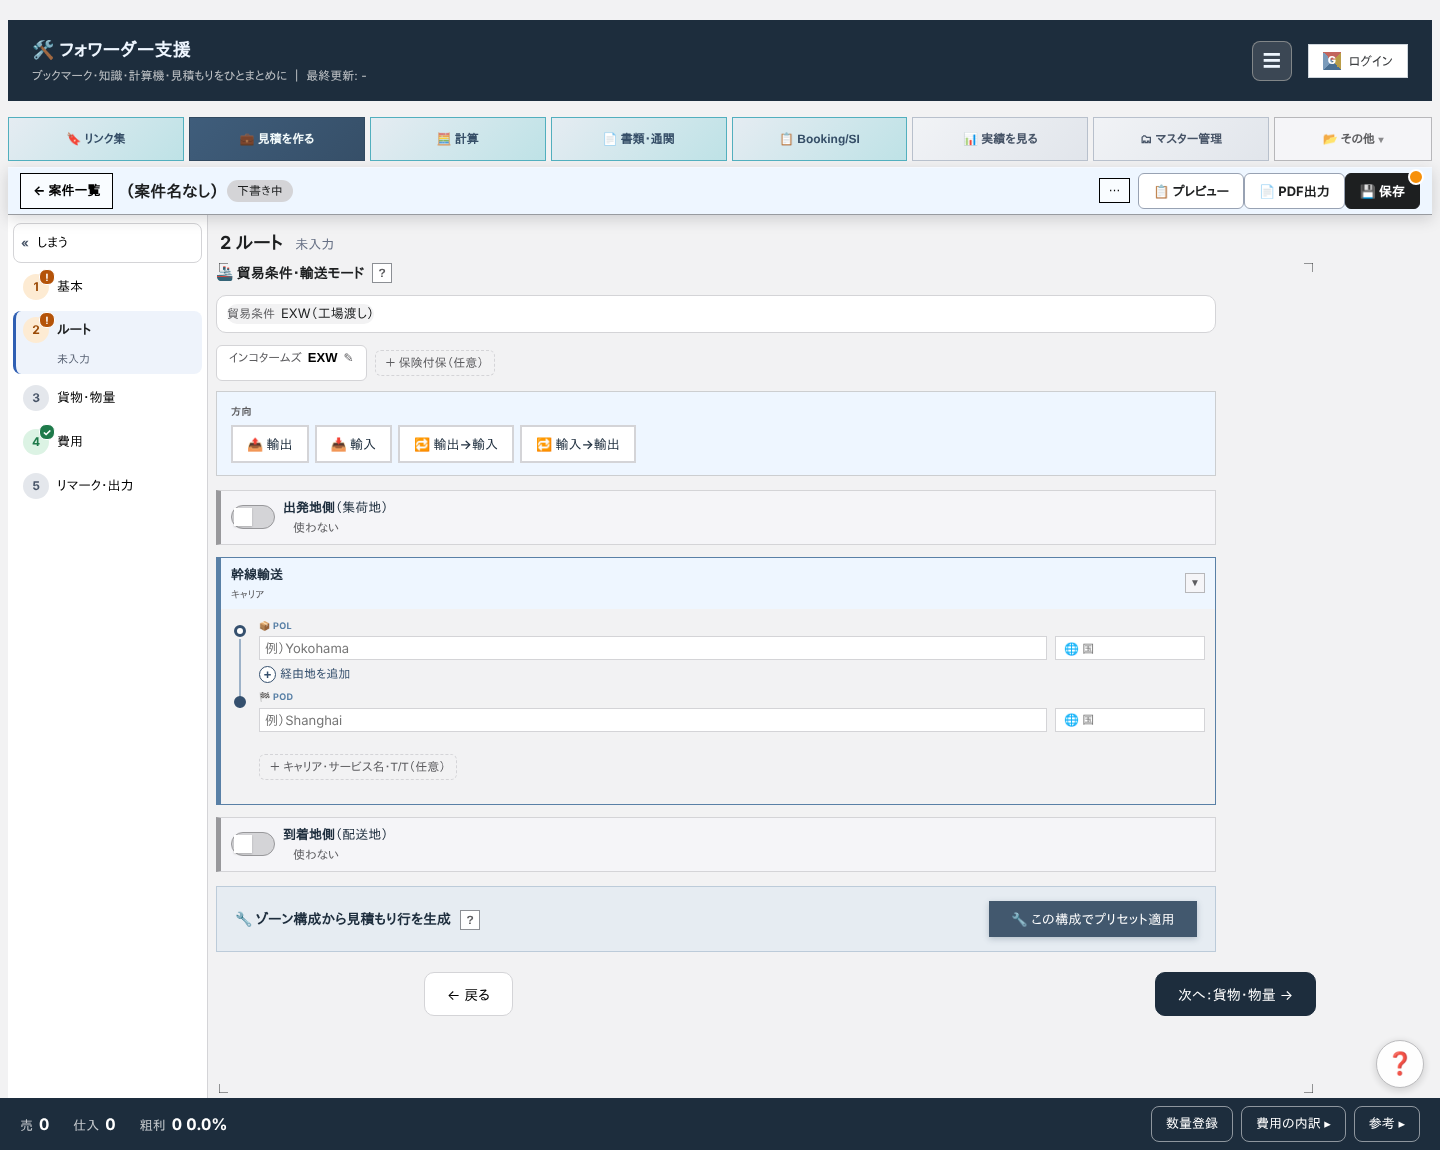 🛠️ フォワーダー支援
ブックマーク・知識・計算機・見積もりをひとまとめに ｜ 最終更新: -
☰
G ログイン
🔖 リンク集
💼 見積を作る
🧮 計算
📄 書類・通関
📋 Booking/SI
📊 実績を見る
🗂 マスター管理
📂 その他 ▾
← 案件一覧
（案件名なし）
下書き中
…
📋 プレビュー
📄 PDF出力
💾 保存
« しまう
1 ! 基本
2 ! ルート
未入力
3 貨物・物量
4 費用
5 リマーク・出力
2 ルート 未入力
🚢 貿易条件・輸送モード ?
貿易条件 EXW（工場渡し）
インコタームズ EXW ✎
＋ 保険付保（任意）
方向
📤 輸出
📥 輸入
🔁 輸出→輸入
🔁 輸入→輸出
出発地側（集荷地）
使わない
幹線輸送
キャリア
▾
📦 POL
例）Yokohama
🌐 国
+ 経由地を追加
🏁 POD
例）Shanghai
🌐 国
＋ キャリア・サービス名・T/T（任意）
到着地側（配送地）
使わない
🔧 ゾーン構成から見積もり行を生成 ?
🔧 この構成でプリセット適用
← 戻る
次へ：貨物・物量 →
❓
売 0
仕入 0
粗利 0 0.0%
数量登録
費用の内訳 ▸
参考 ▸